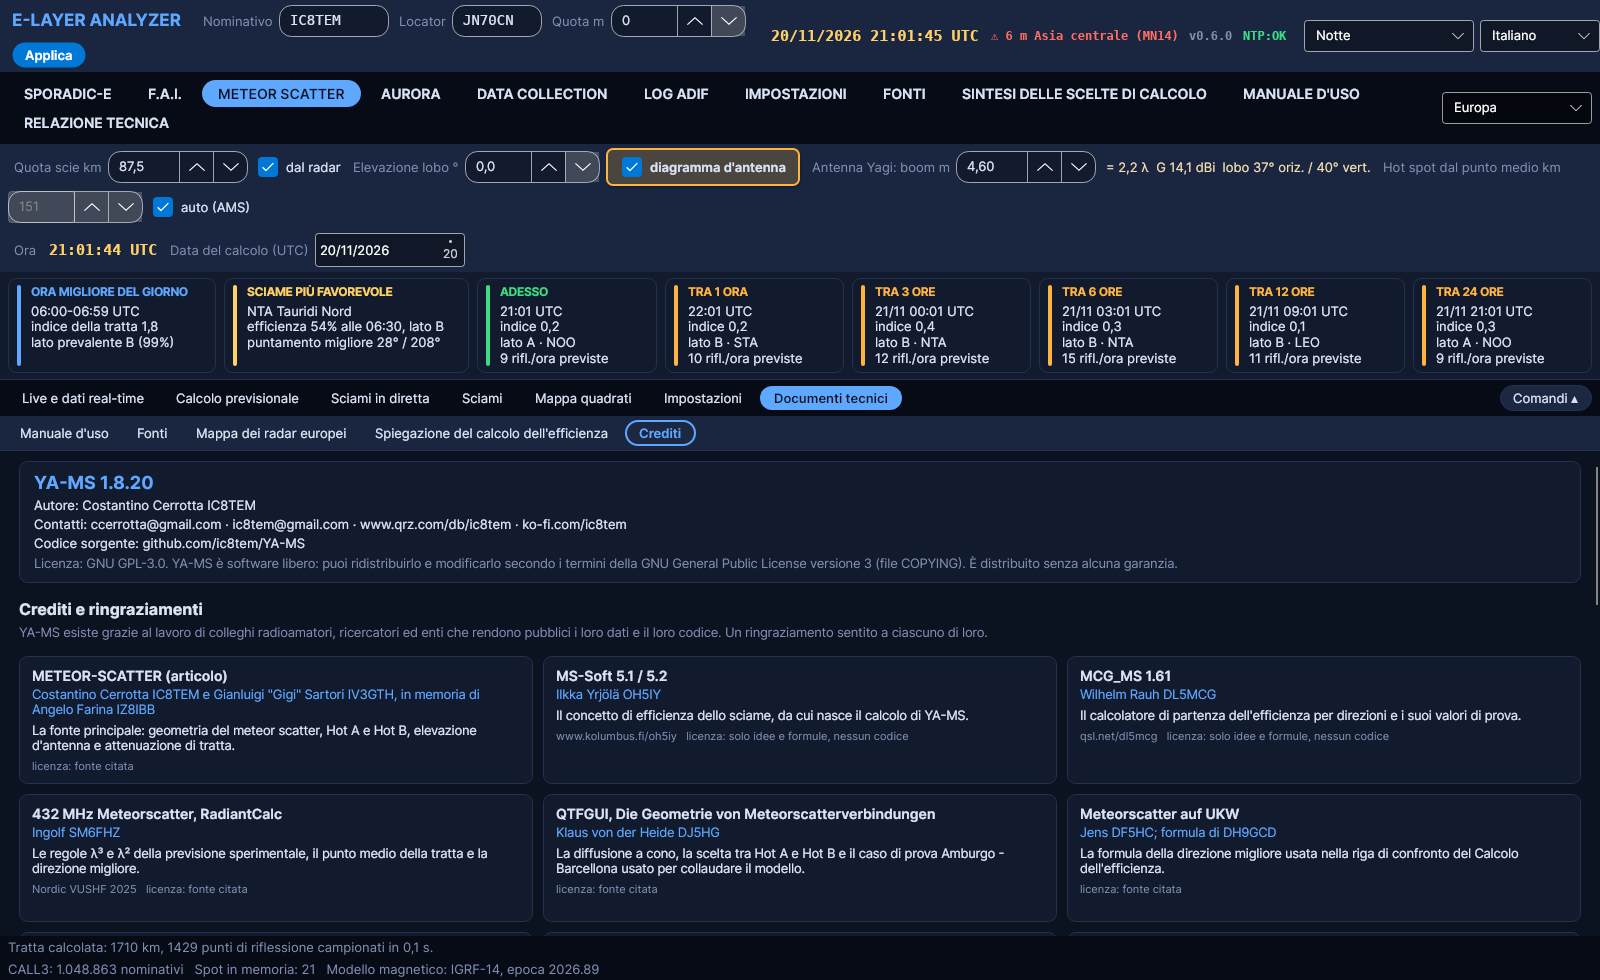 E-LAYER ANALYZER Nominativo IC8TEM Locator JN70CN Quota m 0
20/11/2026 21:01:45 UTC ⚠ 6 m Asia centrale (MN14) v0.6.0 NTP:OK Notte Italiano
Applica
SPORADIC-E F.A.I. METEOR SCATTER AURORA DATA COLLECTION LOG ADIF IMPOSTAZIONI FONTI SINTESI DELLE SCELTE DI CALCOLO MANUALE D'USO
RELAZIONE TECNICA
Europa
Quota scie km 87,5 dal radar Elevazione lobo ° 0,0 diagramma d'antenna Antenna Yagi: boom m 4,60 = 2,2 λ G 14,1 dBi lobo 37° oriz. / 40° vert. Hot spot dal punto medio km
151 auto (AMS)
Ora 21:01:44 UTC Data del calcolo (UTC) 20/11/2026 20
ORA MIGLIORE DEL GIORNO
06:00-06:59 UTC
indice della tratta 1,8
lato prevalente B (99%)
SCIAME PIÙ FAVOREVOLE
NTA Tauridi Nord
efficienza 54% alle 06:30, lato B
puntamento migliore 28° / 208°
ADESSO
21:01 UTC
indice 0,2
lato A · NOO
9 rifl./ora previste
TRA 1 ORA
22:01 UTC
indice 0,2
lato B · STA
10 rifl./ora previste
TRA 3 ORE
21/11 00:01 UTC
indice 0,4
lato B · NTA
12 rifl./ora previste
TRA 6 ORE
21/11 03:01 UTC
indice 0,3
lato B · NTA
15 rifl./ora previste
TRA 12 ORE
21/11 09:01 UTC
indice 0,1
lato B · LEO
11 rifl./ora previste
TRA 24 ORE
21/11 21:01 UTC
indice 0,3
lato A · NOO
9 rifl./ora previste
Live e dati real-time Calcolo previsionale Sciami in diretta Sciami Mappa quadrati Impostazioni Documenti tecnici Comandi ▴
Manuale d'uso Fonti Mappa dei radar europei Spiegazione del calcolo dell'efficienza Crediti
YA-MS 1.8.20
Autore: Costantino Cerrotta IC8TEM
Contatti: ccerrotta@gmail.com · ic8tem@gmail.com · www.qrz.com/db/ic8tem · ko-fi.com/ic8tem
Codice sorgente: github.com/ic8tem/YA-MS
Licenza: GNU GPL-3.0. YA-MS è software libero: puoi ridistribuirlo e modificarlo secondo i termini della GNU General Public License versione 3 (file COPYING). È distribuito senza alcuna garanzia.
Crediti e ringraziamenti
YA-MS esiste grazie al lavoro di colleghi radioamatori, ricercatori ed enti che rendono pubblici i loro dati e il loro codice. Un ringraziamento sentito a ciascuno di loro.
METEOR-SCATTER (articolo)
Costantino Cerrotta IC8TEM e Gianluigi "Gigi" Sartori IV3GTH, in memoria di
Angelo Farina IZ8IBB
La fonte principale: geometria del meteor scatter, Hot A e Hot B, elevazione
d'antenna e attenuazione di tratta.
licenza: fonte citata
MS-Soft 5.1 / 5.2
Ilkka Yrjölä OH5IY
Il concetto di efficienza dello sciame, da cui nasce il calcolo di YA-MS.
www.kolumbus.fi/oh5iy licenza: solo idee e formule, nessun codice
MCG_MS 1.61
Wilhelm Rauh DL5MCG
Il calcolatore di partenza dell'efficienza per direzioni e i suoi valori di prova.
qsl.net/dl5mcg licenza: solo idee e formule, nessun codice
432 MHz Meteorscatter, RadiantCalc
Ingolf SM6FHZ
Le regole λ³ e λ² della previsione sperimentale, il punto medio della tratta e la
direzione migliore.
Nordic VUSHF 2025 licenza: fonte citata
QTFGUI, Die Geometrie von Meteorscatterverbindungen
Klaus von der Heide DJ5HG
La diffusione a cono, la scelta tra Hot A e Hot B e il caso di prova Amburgo -
Barcellona usato per collaudare il modello.
licenza: fonte citata
Meteorscatter auf UKW
Jens DF5HC; formula di DH9GCD
La formula della direzione migliore usata nella riga di confronto del Calcolo
dell'efficienza.
licenza: fonte citata
Tratta calcolata: 1710 km, 1429 punti di riflessione campionati in 0,1 s.
CALL3: 1.048.863 nominativi Spot in memoria: 21 Modello magnetico: IGRF-14, epoca 2026.89